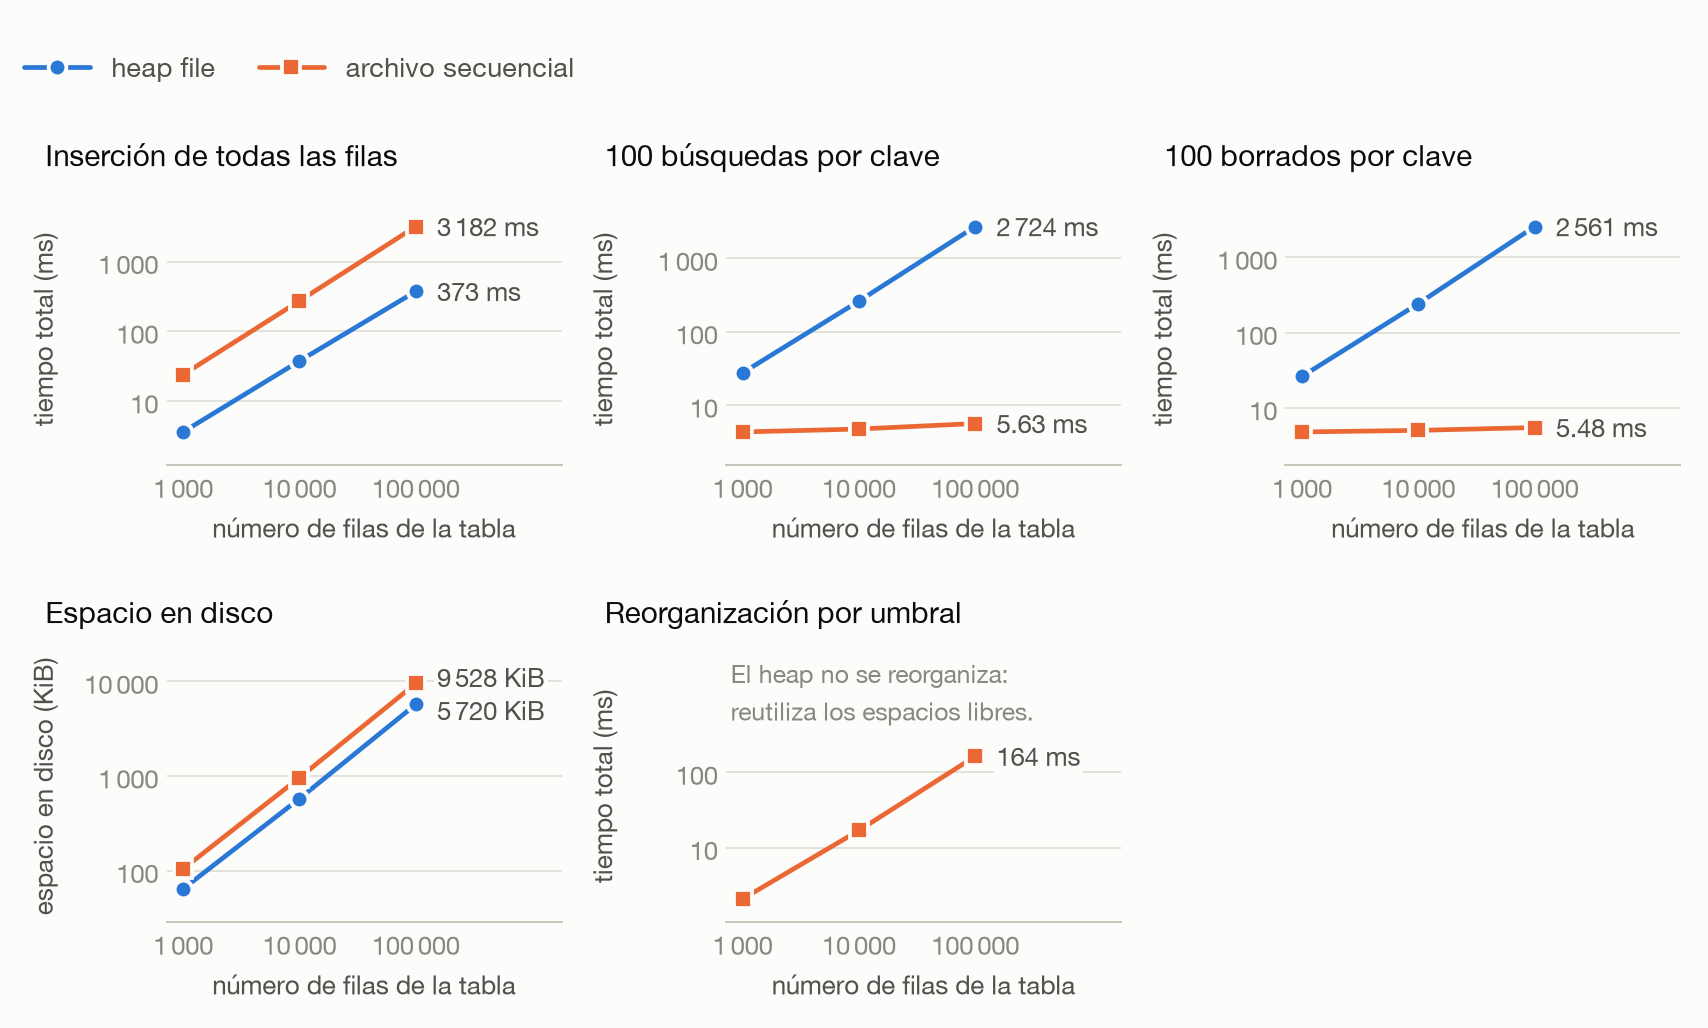 heap file
archivo secuencial
Inserción de todas las filas
tiempo total (ms)
1 000
100
10
3 182 ms
373 ms
1 000 10 000 100 000
número de filas de la tabla
100 búsquedas por clave
tiempo total (ms)
1 000
100
10
2 724 ms
5.63 ms
1 000 10 000 100 000
número de filas de la tabla
100 borrados por clave
tiempo total (ms)
1 000
100
10
2 561 ms
5.48 ms
1 000 10 000 100 000
número de filas de la tabla
Espacio en disco
espacio en disco (KiB)
10 000
1 000
100
9 528 KiB
5 720 KiB
1 000 10 000 100 000
número de filas de la tabla
Reorganización por umbral
El heap no se reorganiza:
reutiliza los espacios libres.
tiempo total (ms)
100
10
164 ms
1 000 10 000 100 000
número de filas de la tabla